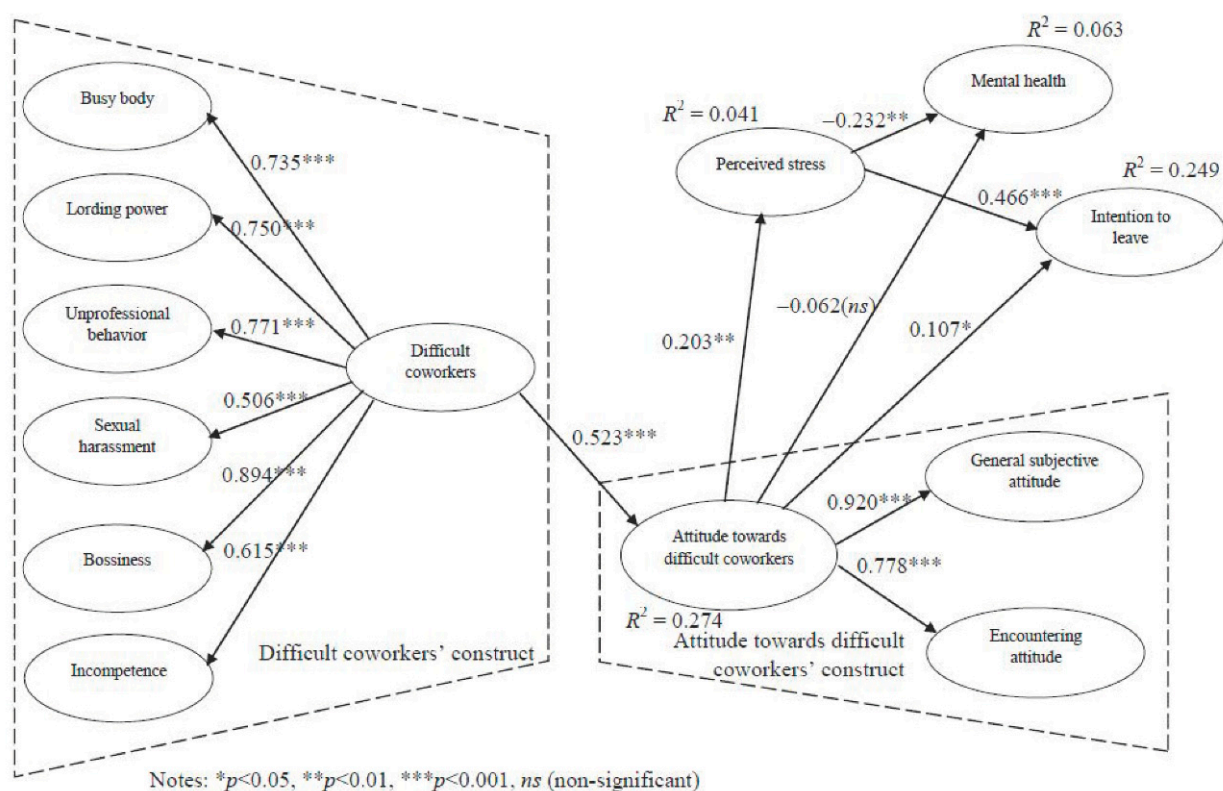 R² = 0.063
Mental health
R² = 0.041
−0.232**
Perceived stress
R² = 0.249
0.466***
Intention to
leave
Busy body
0.735***
Lording power
0.750***
Unprofessional
behavior
0.771***
Difficult
coworkers
Sexual
harassment
0.506***
0.894***
Bossiness
0.615***
Incompetence
Difficult coworkers’ construct
0.523***
0.203**
−0.062(ns)
0.107*
General subjective
attitude
0.920***
Attitude towards
difficult coworkers
0.778***
R² = 0.274
Attitude towards difficult
coworkers’ construct
Encountering
attitude
Notes: *p<0.05, **p<0.01, ***p<0.001, ns (non-significant)